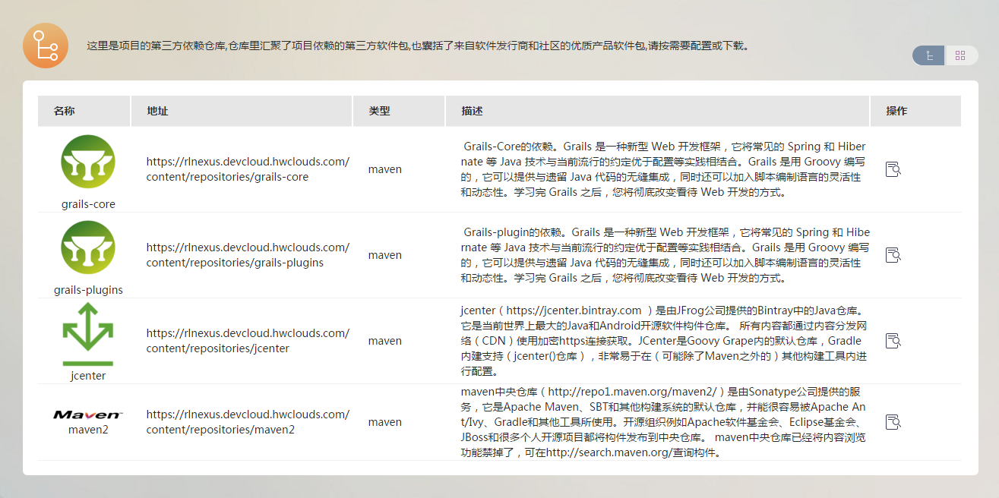 这里是项目的第三方依赖仓库,仓库里汇聚了项目依赖的第三方软件包,也囊括了来自软件发行商和社区的优质产品软件包,请按需要配置或下载。
名称 地址 类型 描述 操作
grails-core
https://rlnexus.devcloud.hwclouds.com/
content/repositories/grails-core
maven
Grails-Core的依赖。Grails 是一种新型 Web 开发框架，它将常见的 Spring 和 Hiber
nate 等 Java 技术与当前流行的约定优于配置等实践相结合。Grails 是用 Groovy 编写
的，它可以提供与遗留 Java 代码的无缝集成，同时还可以加入脚本编制语言的灵活性
和动态性。学习完 Grails 之后，您将彻底改变看待 Web 开发的方式。
grails-plugins
https://rlnexus.devcloud.hwclouds.com/
content/repositories/grails-plugins
maven
Grails-plugin的依赖。Grails 是一种新型 Web 开发框架，它将常见的 Spring 和 Hibe
rnate 等 Java 技术与当前流行的约定优于配置等实践相结合。Grails 是用 Groovy 编写
的，它可以提供与遗留 Java 代码的无缝集成，同时还可以加入脚本编制语言的灵活性
和动态性。学习完 Grails 之后，您将彻底改变看待 Web 开发的方式。
jcenter
https://rlnexus.devcloud.hwclouds.com/
content/repositories/jcenter
maven
jcenter（https://jcenter.bintray.com ）是由JFrog公司提供的Bintray中的Java仓库。
它是当前世界上最大的Java和Android开源软件构件仓库。 所有内容都通过内容分发网
络（CDN）使用加密https连接获取。JCenter是Goovy Grape内的默认仓库，Gradle
内建支持（jcenter()仓库），非常易于在（可能除了Maven之外的）其他构建工具内进
行配置。
Maven
maven2
https://rlnexus.devcloud.hwclouds.com/
content/repositories/maven2
maven
maven中央仓库（http://repo1.maven.org/maven2/）是由Sonatype公司提供的服
务，它是Apache Maven、SBT和其他构建系统的默认仓库，并能很容易被Apache An
t/Ivy、Gradle和其他工具所使用。开源组织例如Apache软件基金会、Eclipse基金会、
JBoss和很多个人开源项目都将构件发布到中央仓库。 maven中央仓库已经将内容浏览
功能禁掉了，可在http://search.maven.org/查询构件。